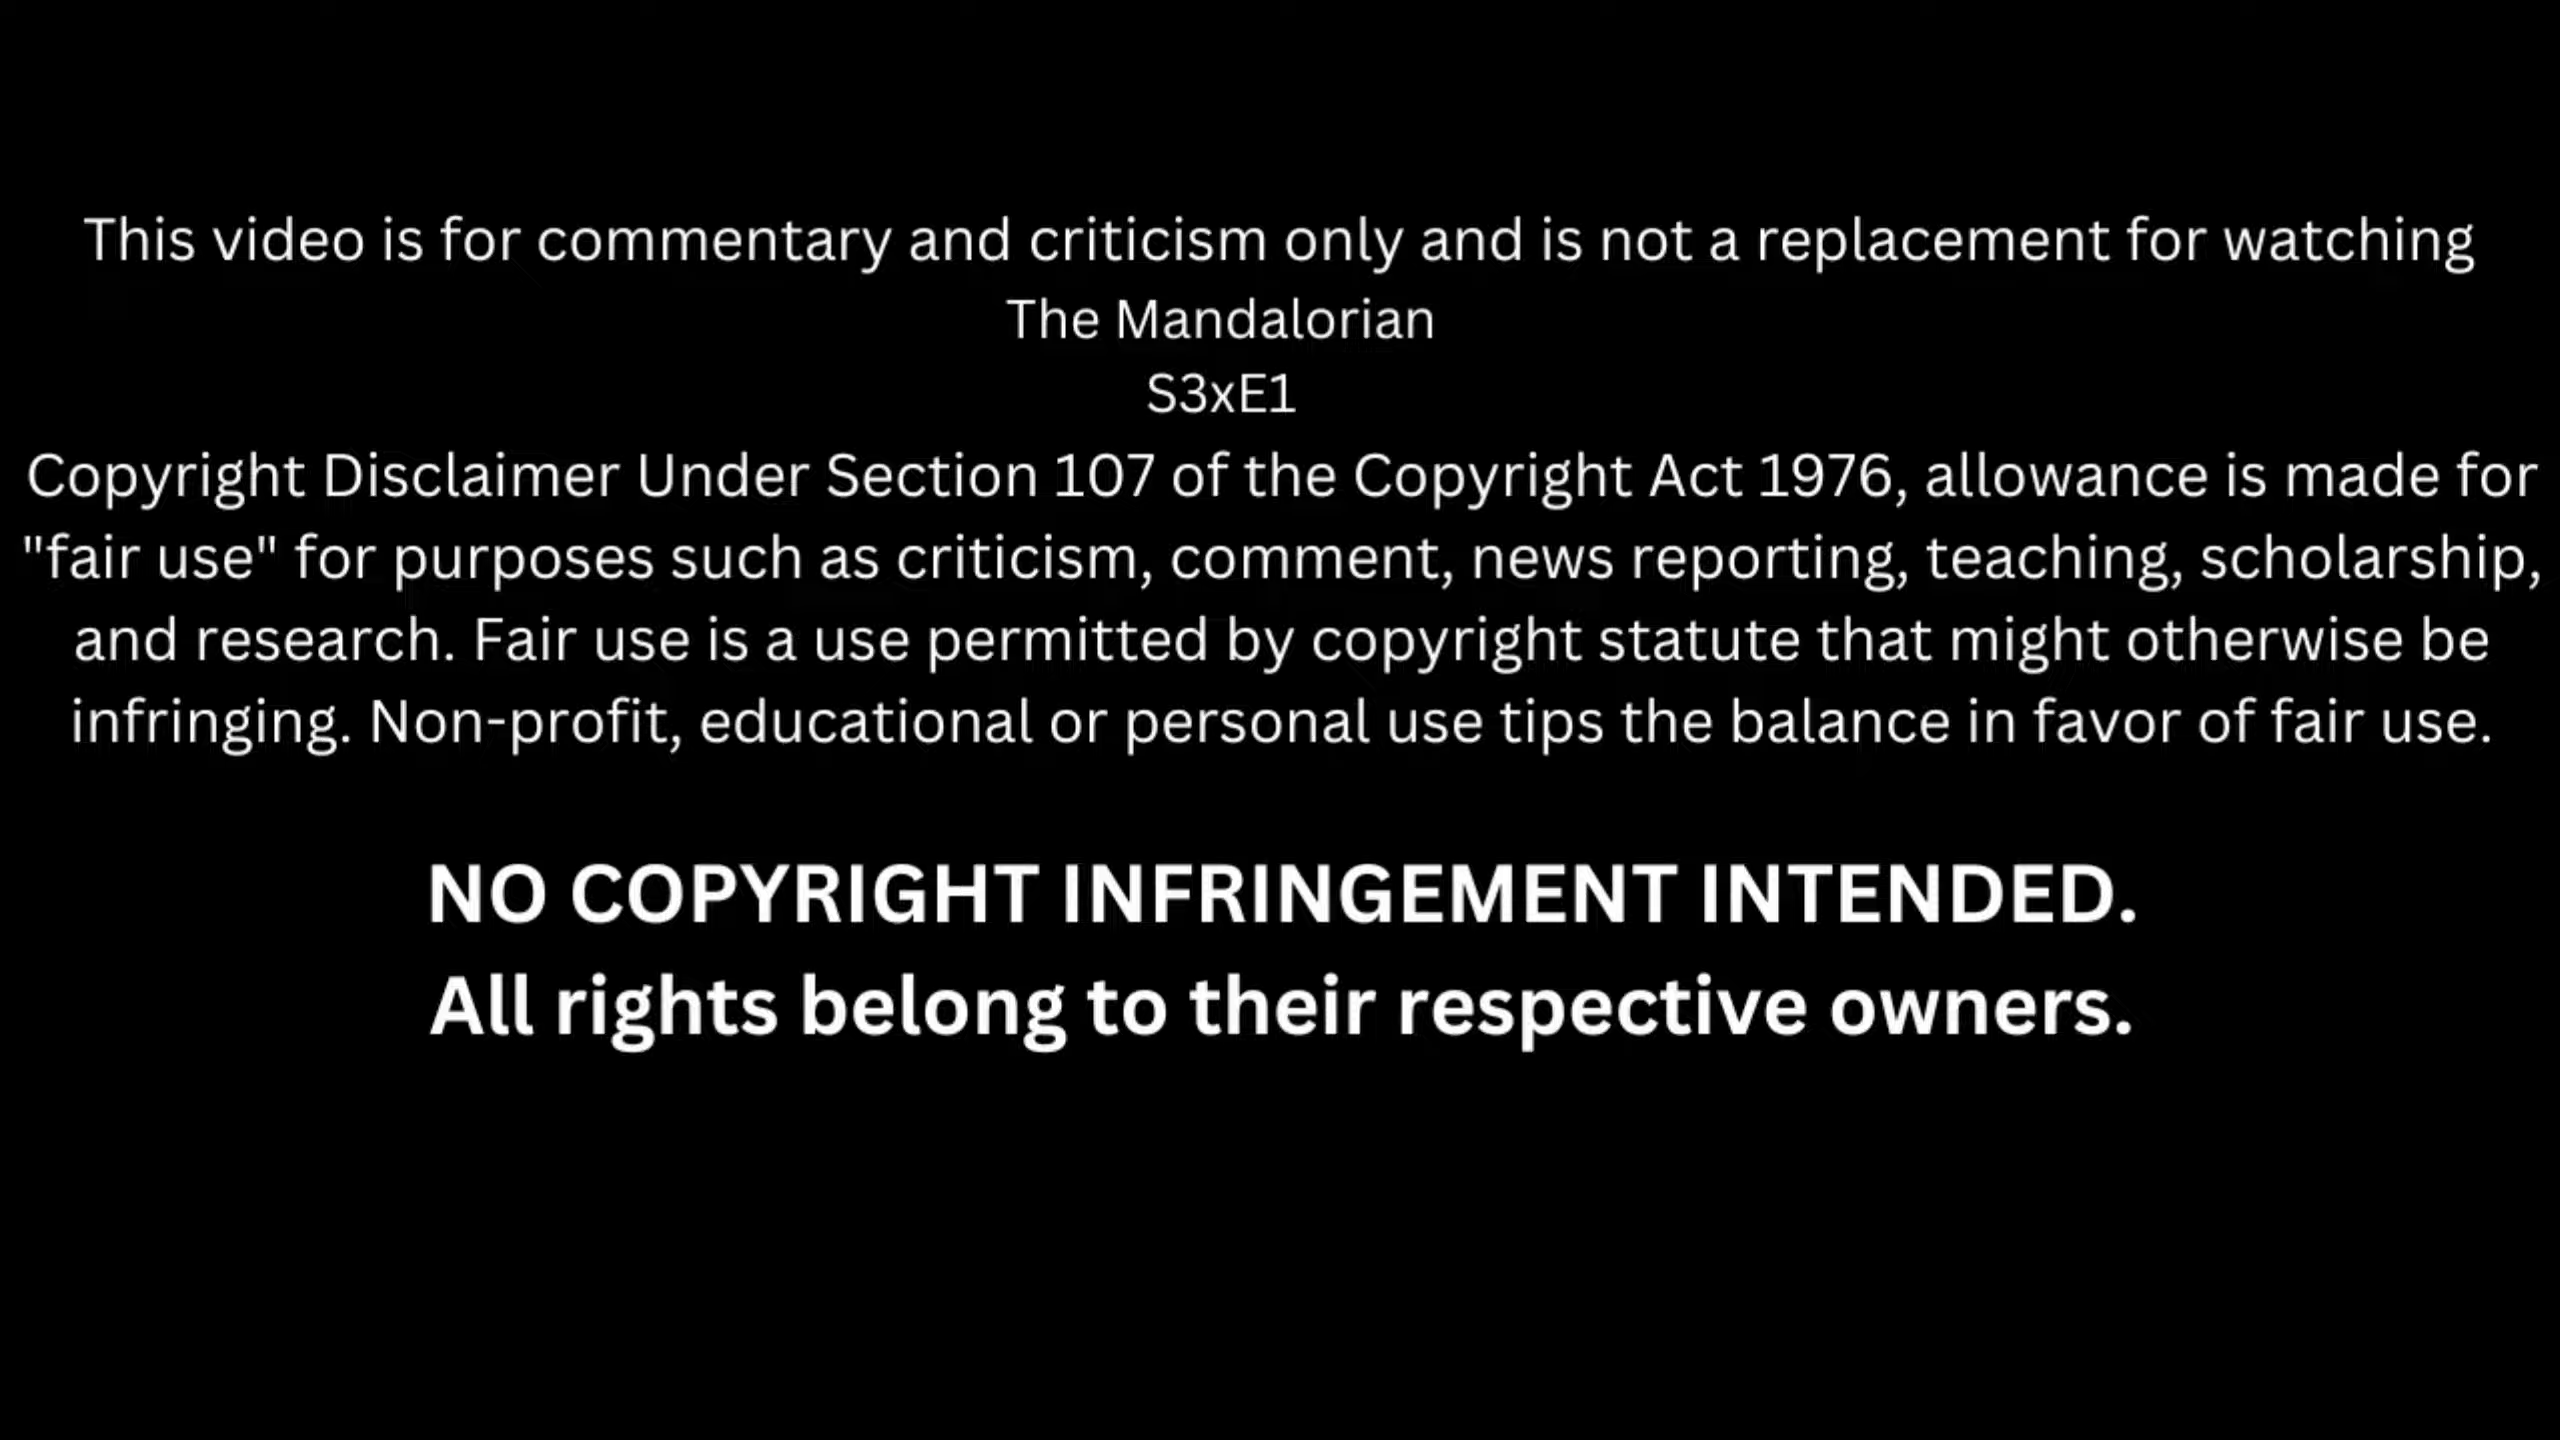 This video is for commentary and criticism only and is not a replacement for watching
The Mandalorian
S3xE1
Copyright Disclaimer Under Section 107 of the Copyright Act 1976, allowance is made for
"fair use" for purposes such as criticism, comment, news reporting, teaching, scholarship,
and research. Fair use is a use permitted by copyright statute that might otherwise be
infringing. Non-profit, educational or personal use tips the balance in favor of fair use.
NO COPYRIGHT INFRINGEMENT INTENDED.
All rights belong to their respective owners.